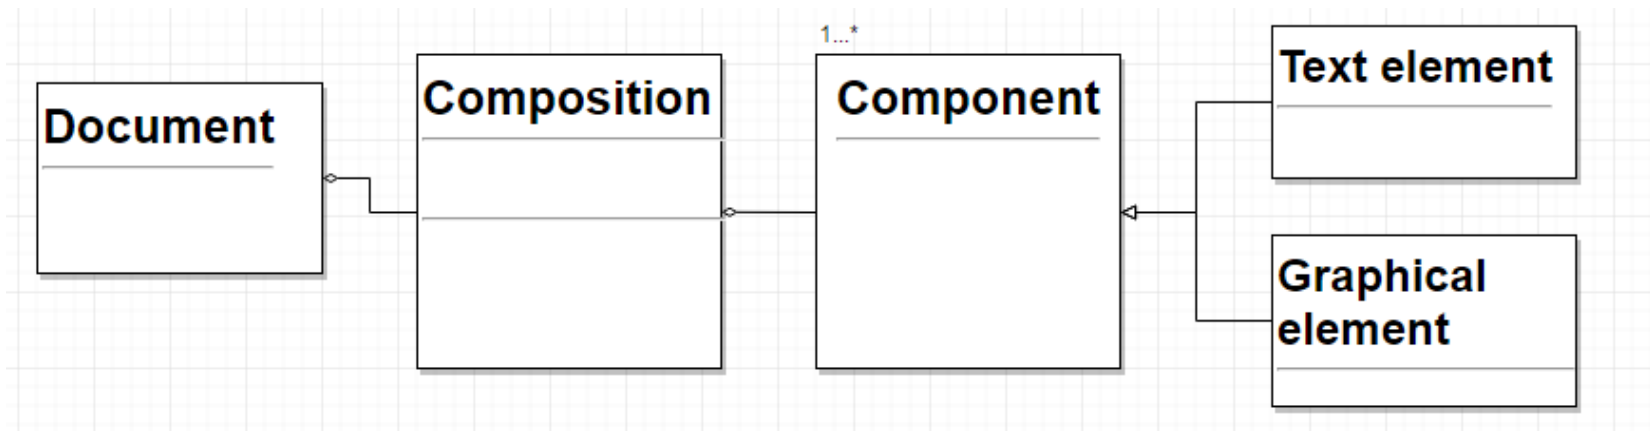 Document
Composition
1...*
Component
Text element
Graphical
element